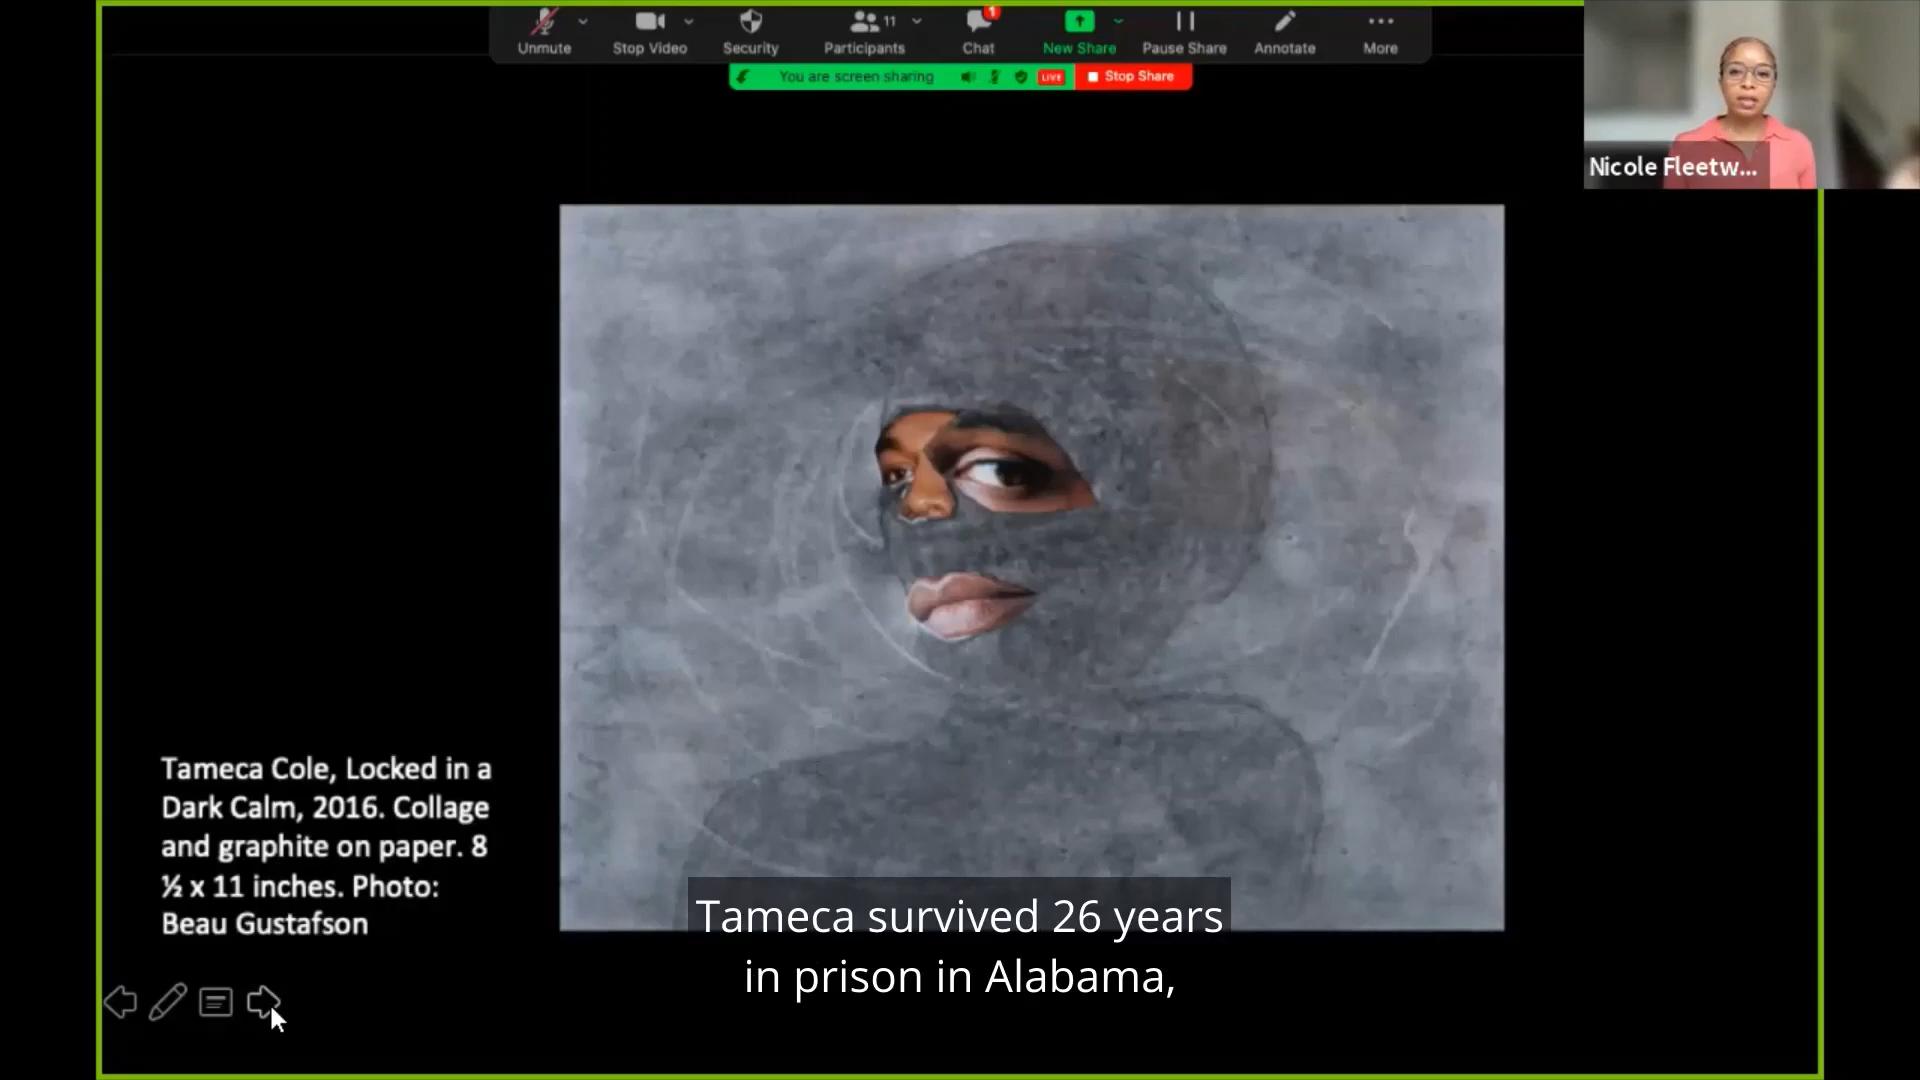 Unmute
Stop Video
Security
Participants
11
Chat
1
New Share
Pause Share
Annotate
More
You are screen sharing
LIVE
Stop Share
Nicole Fleetw...
Tameca Cole, Locked in a
Dark Calm, 2016. Collage
and graphite on paper. 8
½ x 11 inches. Photo:
Beau Gustafson
Tameca survived 26 years
in prison in Alabama,